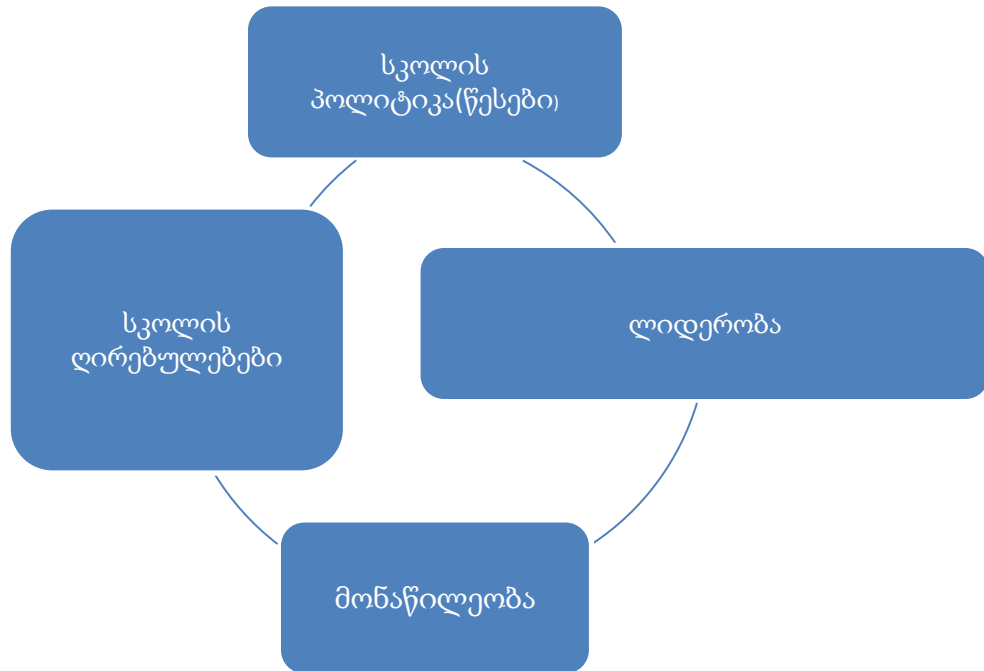 სკოლის
პოლიტიკა(წესები)
ლიდერობა
მონაწილეობა
სკოლის
ღირებულებები